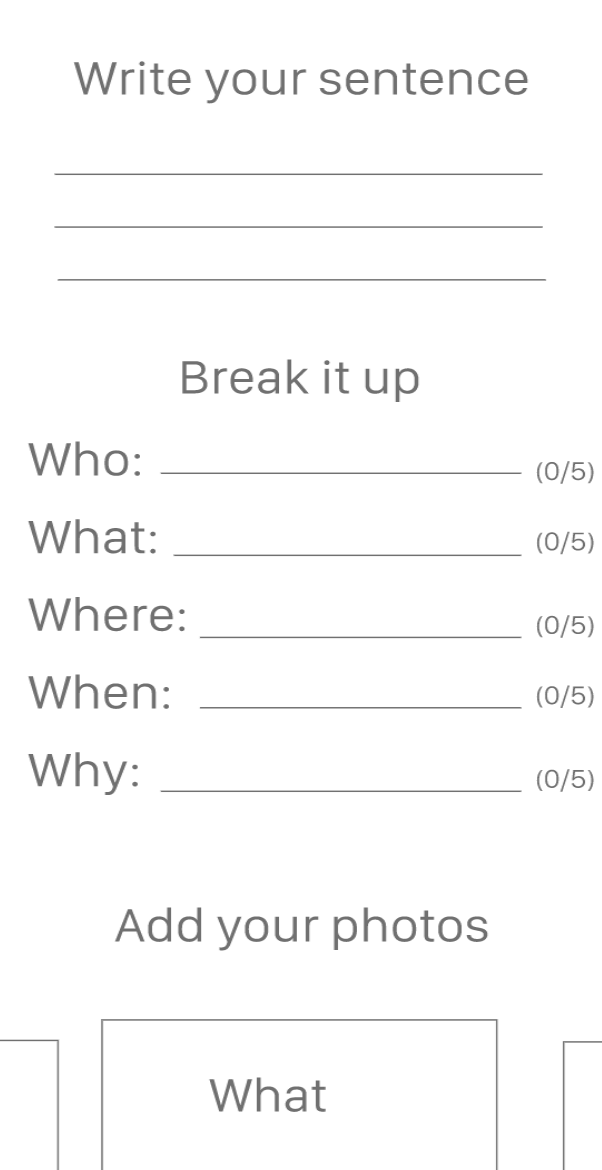 Write your sentence
Break it up
Who: (0/5)
What: (0/5)
Where: (0/5)
When: (0/5)
Why: (0/5)
Add your photos
What